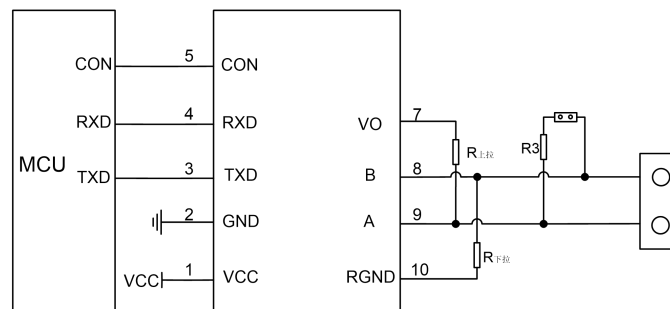 CON 5 CON
RXD 4 RXD
VO 7
R上拉
R3
MCU
TXD 3 TXD
B 8
2 GND
A 9
VCC 1 VCC
RGND 10
R下拉